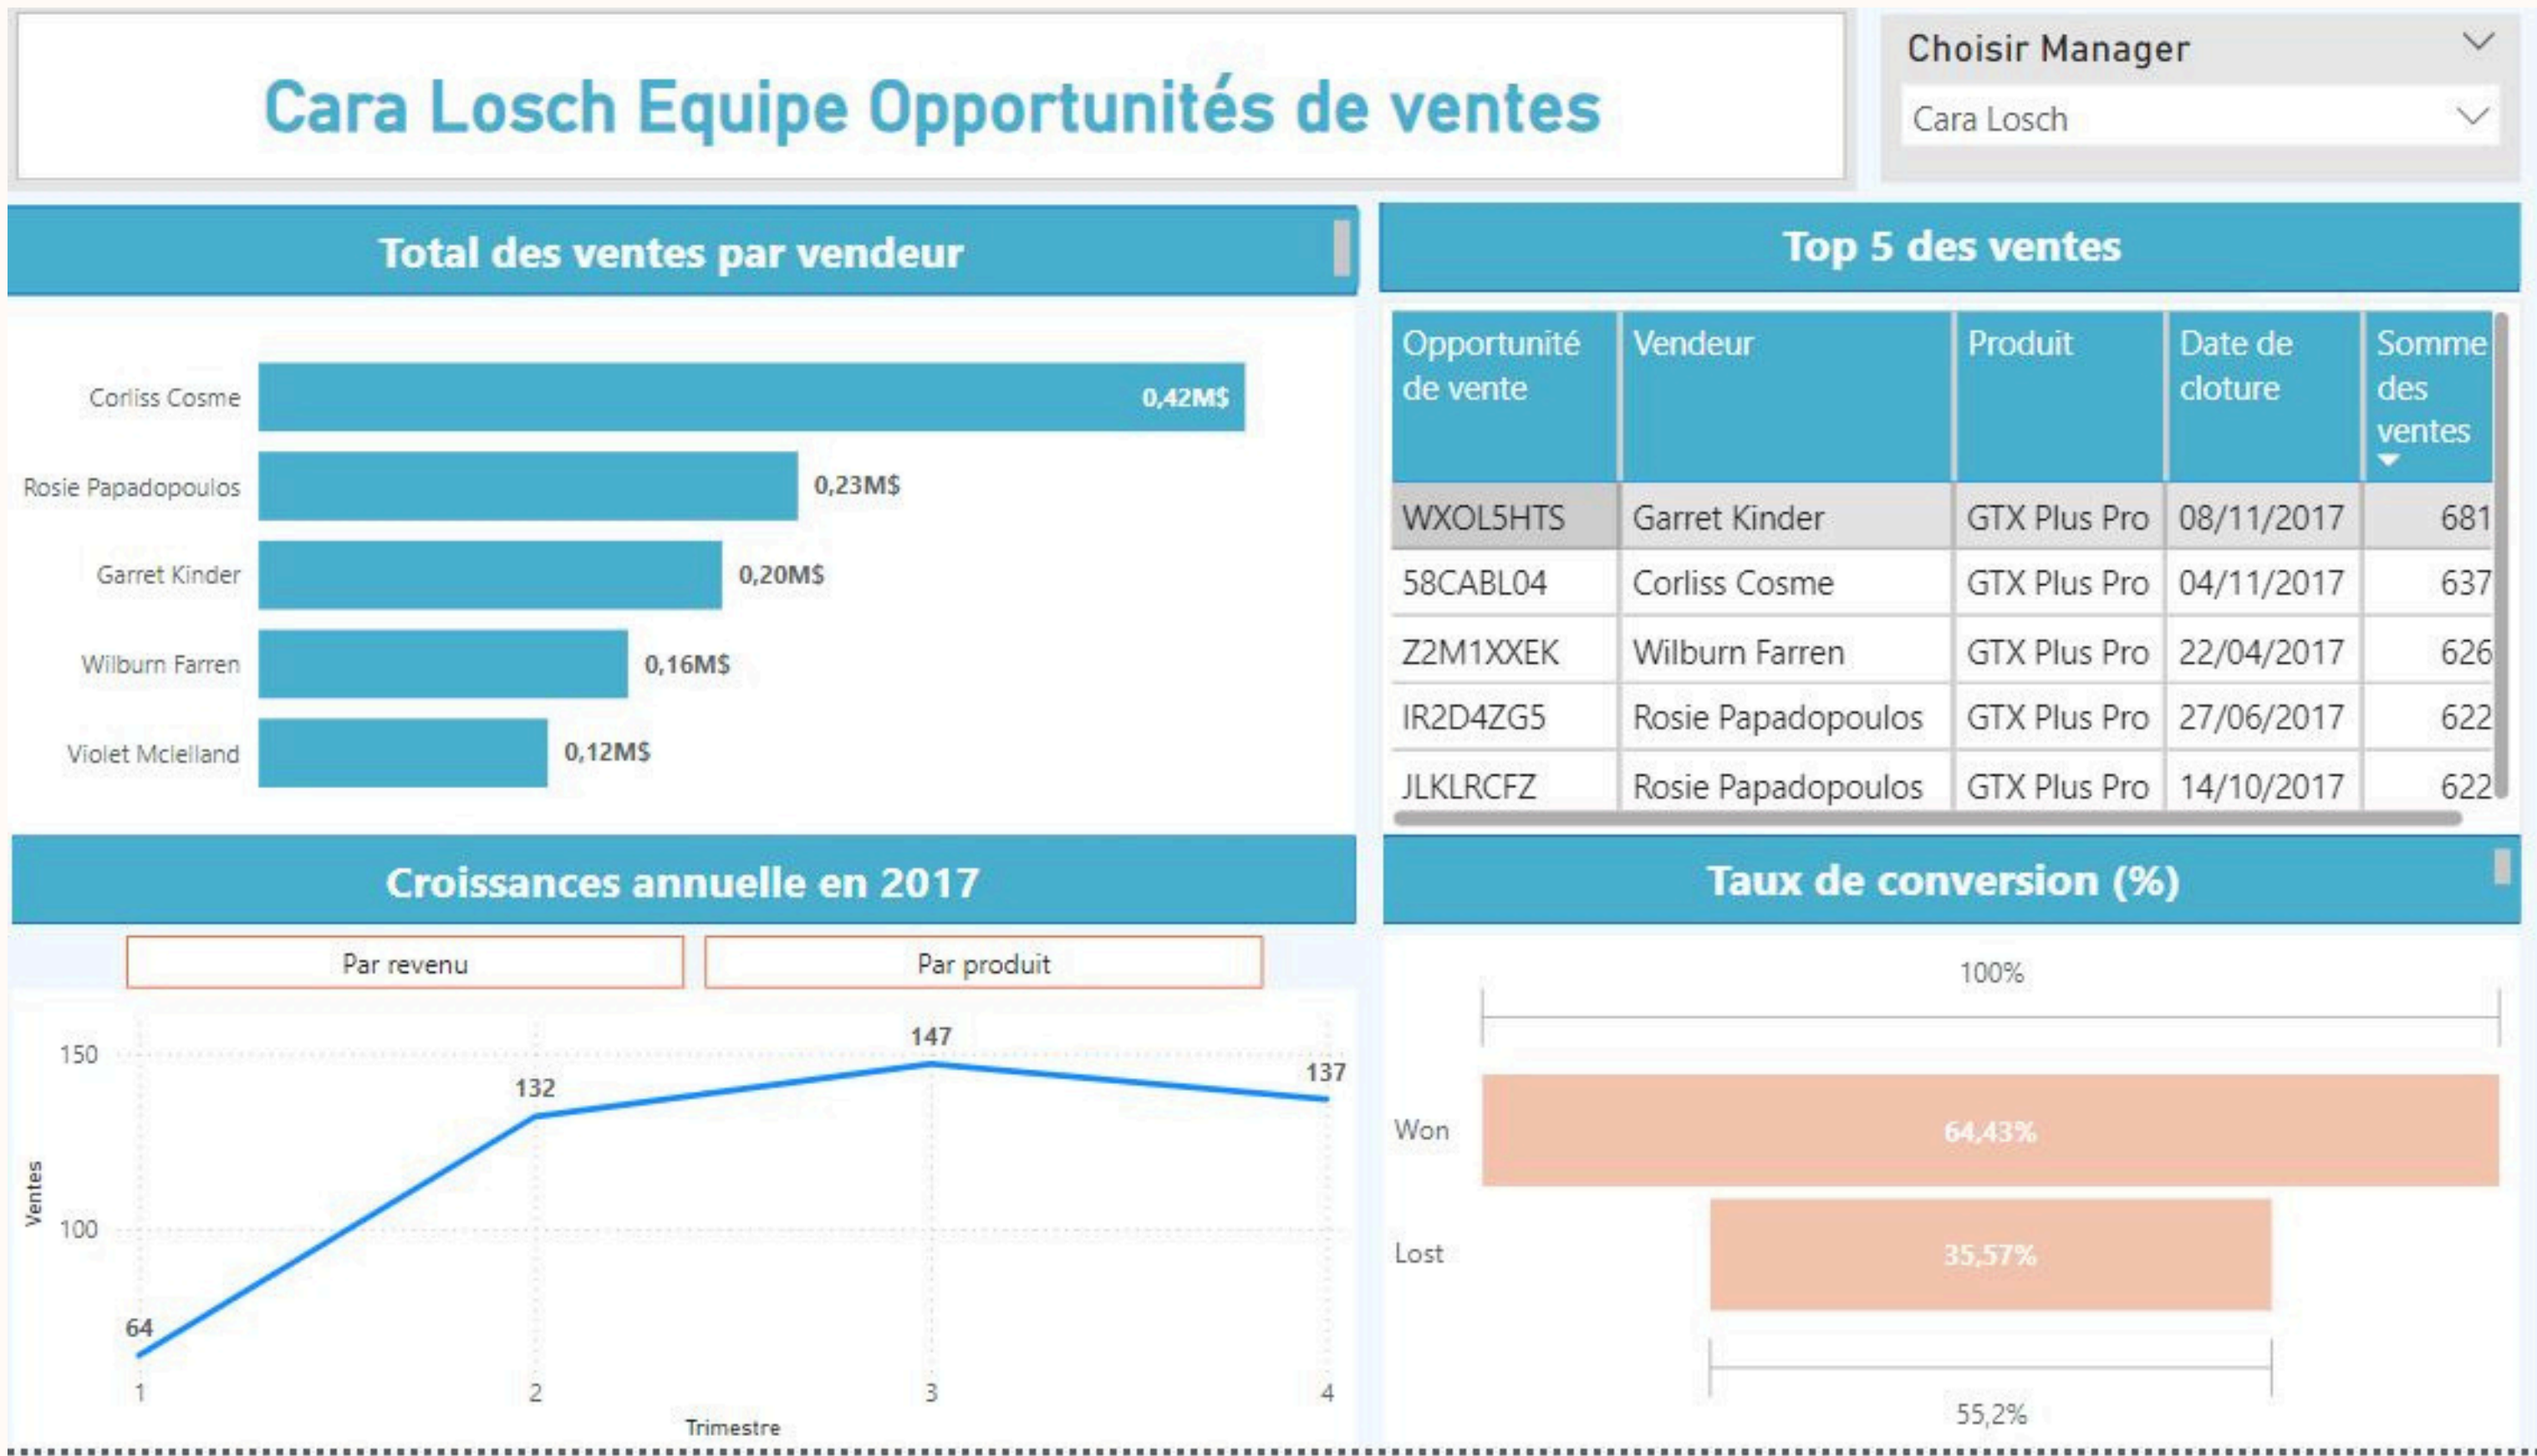 Cara Losch Equipe Opportunités de ventes
Choisir Manager
Cara Losch
Total des ventes par vendeur
Corliss Cosme 0,42M$
Rosie Papadopoulos 0,23M$
Garret Kinder 0,20M$
Wilburn Farren 0,16M$
Violet Mclelland 0,12M$
Top 5 des ventes
Opportunité de vente Vendeur Produit Date de cloture Somme des ventes
WXOL5HTS Garret Kinder GTX Plus Pro 08/11/2017 681
58CABL04 Corliss Cosme GTX Plus Pro 04/11/2017 637
Z2M1XXEK Wilburn Farren GTX Plus Pro 22/04/2017 626
IR2D4ZG5 Rosie Papadopoulos GTX Plus Pro 27/06/2017 622
JLKLRCFZ Rosie Papadopoulos GTX Plus Pro 14/10/2017 622
Croissances annuelle en 2017
Par revenu Par produit
150
100
Ventes
64
132
147
137
1 2 3 4
Trimestre
Taux de conversion (%)
100%
Won 64,43%
Lost 35,57%
55,2%